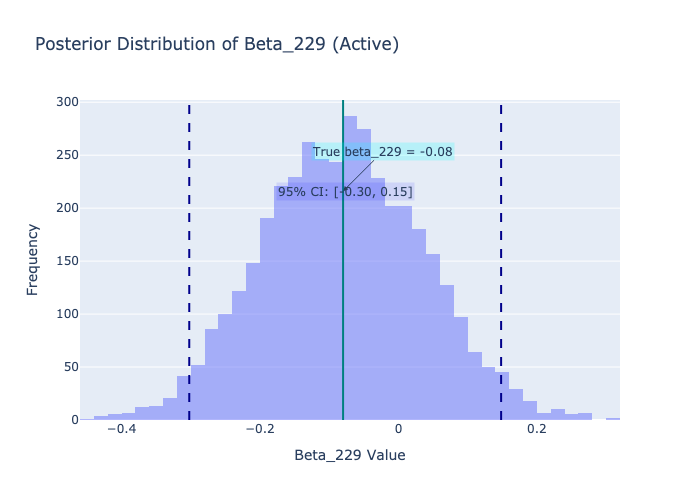 Posterior Distribution of Beta_229 (Active)
300
250
200
150
100
50
0
Frequency
True beta_229 = -0.08
95% CI: [-0.30, 0.15]
−0.4
−0.2
0
0.2
Beta_229 Value